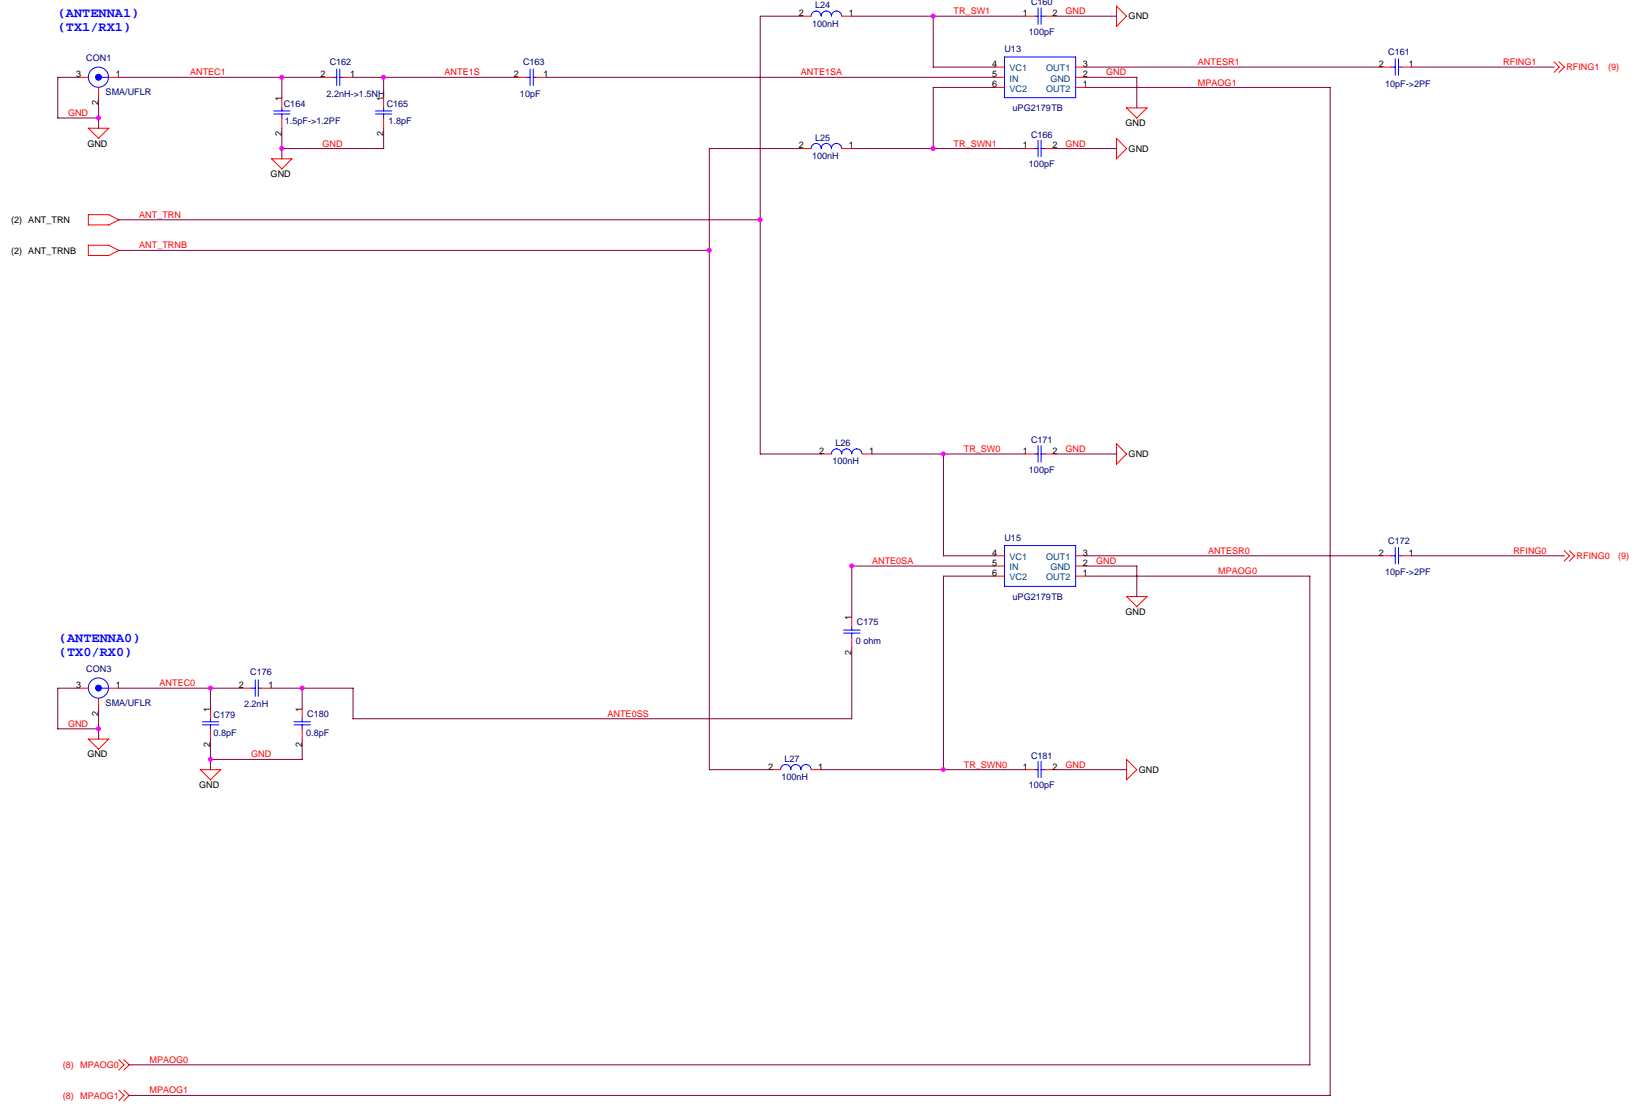 (ANTENNA1)
(TX1/RX1)
L24
2 1
100nH
TR_SW1
C160
1 2
GND
GND
100pF
CON1
3 1
SMA/UFLR
2
GND
GND
ANTEC1
C162
2 1
2.2nH->1.5NH
ANTE1S
C163
2 1
10pF
ANTE1SA
U13
4 VC1 OUT1 3
5 IN GND 2
6 VC2 OUT2 1
uPG2179TB
ANTESR1
GND
MPAOG1
GND
C161
2 1
10pF->2PF
RFING1
RFING1 (9)
1
C164
1.5pF->1.2PF
2
1
C165
1.8pF
2
GND
GND
L25
2 1
100nH
TR_SWN1
C166
1 2
GND
GND
100pF
(2) ANT_TRN
ANT_TRN
(2) ANT_TRNB
ANT_TRNB
L26
2 1
100nH
TR_SW0
C171
1 2
GND
GND
100pF
ANTE0SA
U15
4 VC1 OUT1 3
5 IN GND 2
6 VC2 OUT2 1
uPG2179TB
ANTESR0
GND
MPAOG0
GND
C172
2 1
10pF->2PF
RFING0
RFING0 (9)
1
C175
0 ohm
2
(ANTENNA0)
(TX0/RX0)
CON3
3 1
SMA/UFLR
2
GND
GND
ANTEC0
C176
2 1
2.2nH
1
C179
0.8pF
2
1
C180
0.8pF
2
GND
GND
ANTE0SS
L27
2 1
100nH
TR_SWN0
C181
1 2
GND
GND
100pF
(8) MPAOG0
MPAOG0
(8) MPAOG1
MPAOG1